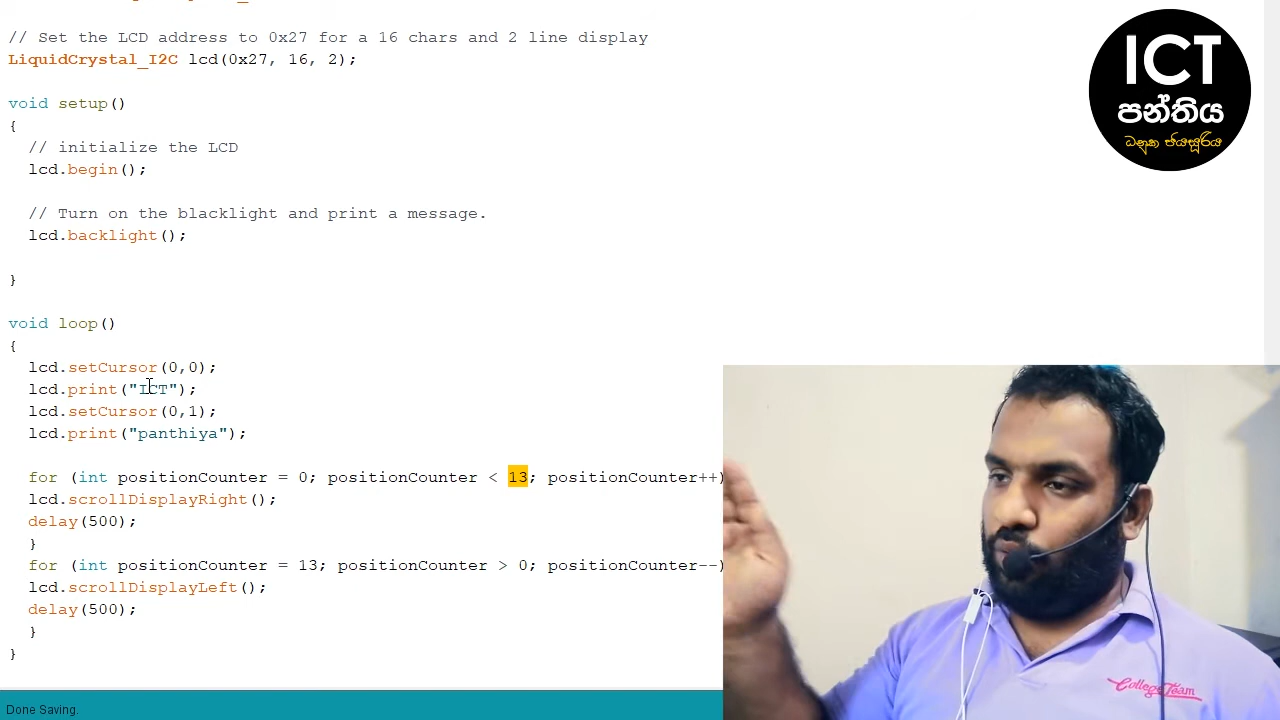 // Set the LCD address to 0x27 for a 16 chars and 2 line display
LiquidCrystal_I2C lcd(0x27, 16, 2);
void setup()
{
// initialize the LCD
lcd.begin();
// Turn on the blacklight and print a message.
lcd.backlight();
}
void loop()
{
lcd.setCursor(0,0);
lcd.print("ICT");
lcd.setCursor(0,1);
lcd.print("panthiya");
for (int positionCounter = 0; positionCounter < 13; positionCounter++)
lcd.scrollDisplayRight();
delay(500);
}
for (int positionCounter = 13; positionCounter > 0; positionCounter--)
lcd.scrollDisplayLeft();
delay(500);
}
}
Done Saving.
ICT
පන්තිය
ධනුක ජයසූරිය
College Team